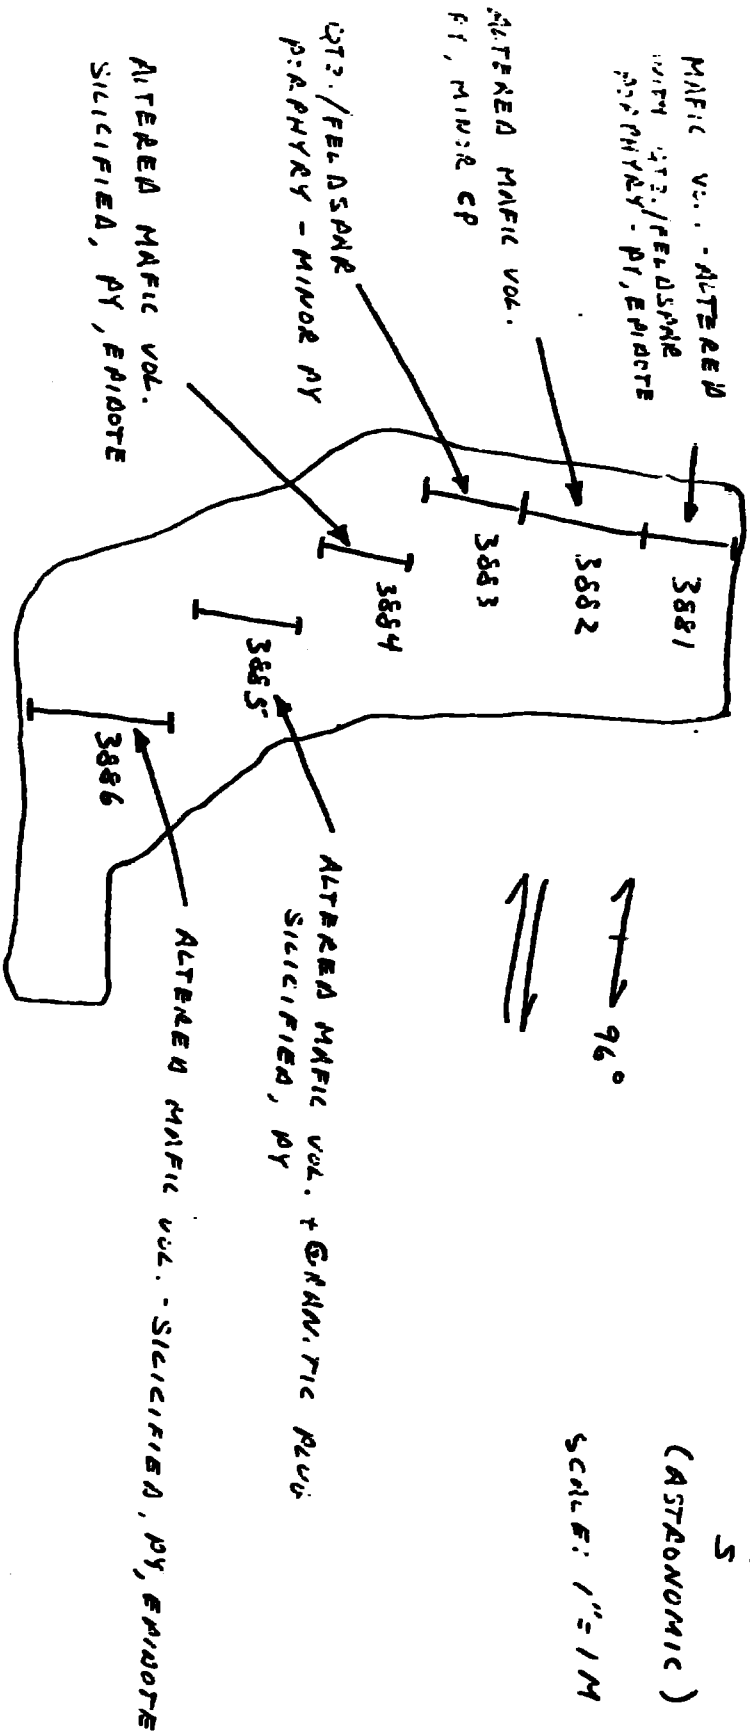 MAFIC VOL. - ALTERED
WITH QTZ./FELDSPAR
PORPHYRY - PY, EPIDOTE
ALTERED MAFIC VOL.
PY, MINOR CP
QTZ./FELDSPAR
PORPHYRY - MINOR PY
ALTERED MAFIC VOL.
SILICIFIED, PY, EPIDOTE
3881
3882
3883
3884
3885
3886
96°
ALTERED MAFIC VOL. + GRANITIC PLUG
SILICIFIED, PY
ALTERED MAFIC VOL. - SILICIFIED, PY, EPIDOTE
S
(ASTRONOMIC)
SCALE: 1" = 1 M